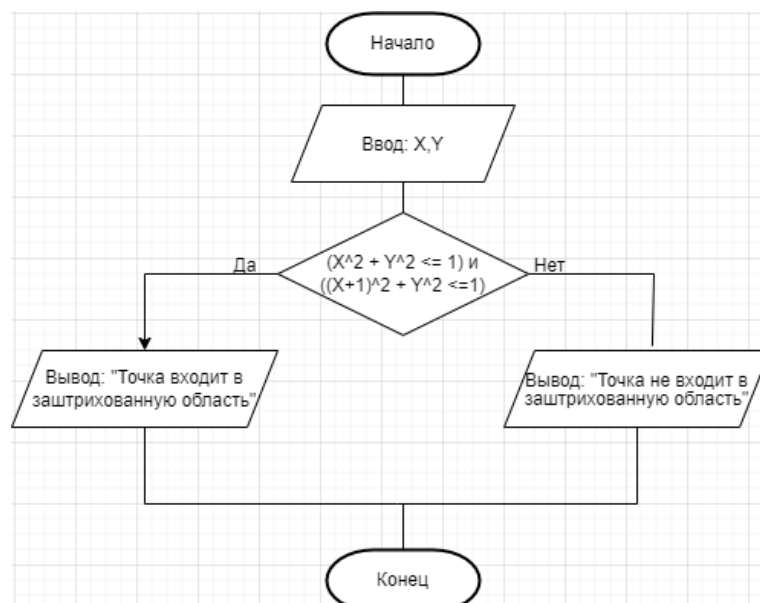 Начало
Ввод: X,Y
Да
(X^2 + Y^2 <= 1) и
((X+1)^2 + Y^2 <=1)
Нет
Вывод: "Точка входит в
заштрихованную область"
Вывод: "Точка не входит в
заштрихованную область"
Конец